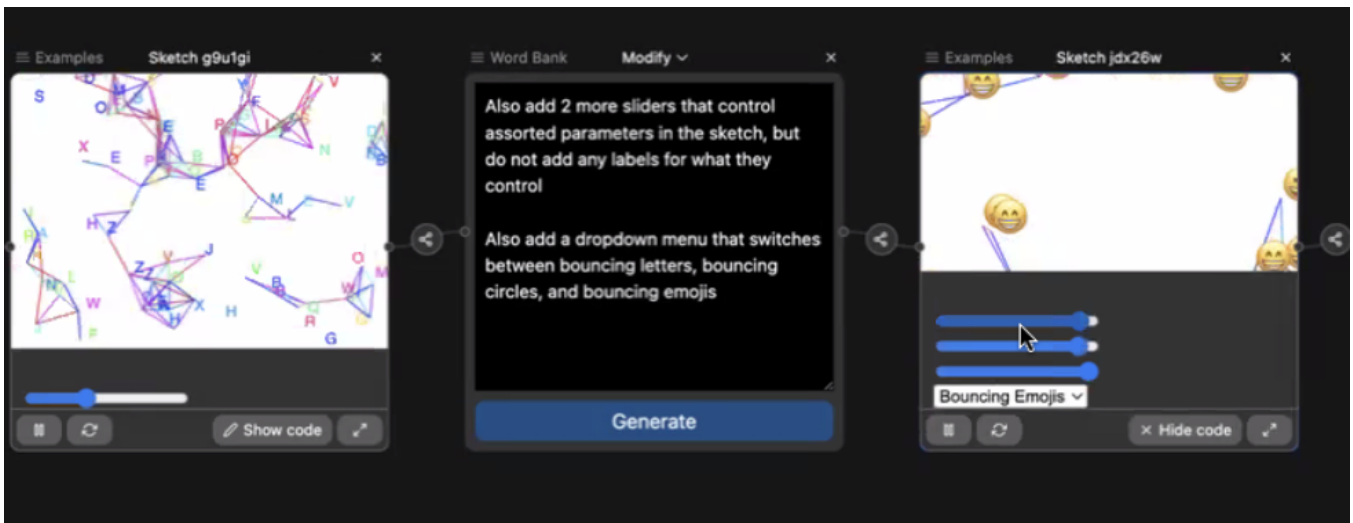 Examples
Sketch g9u1gi
Word Bank
Modify
Also add 2 more sliders that control
assorted parameters in the sketch, but
do not add any labels for what they
control
Also add a dropdown menu that switches
between bouncing letters, bouncing
circles, and bouncing emojis
Generate
Show code
Examples
Sketch jdx26w
Bouncing Emojis
Hide code